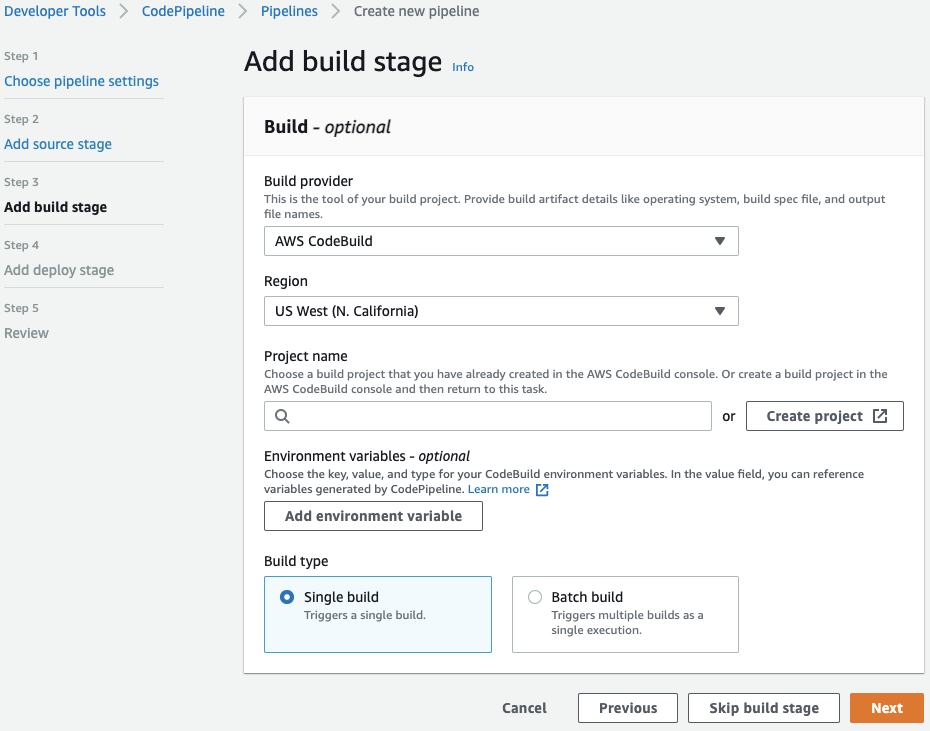 Developer Tools > CodePipeline > Pipelines > Create new pipeline
Step 1
Choose pipeline settings
Step 2
Add source stage
Step 3
Add build stage
Step 4
Add deploy stage
Step 5
Review
Add build stage Info
Build - optional
Build provider
This is the tool of your build project. Provide build artifact details like operating system, build spec file, and output
file names.
AWS CodeBuild
Region
US West (N. California)
Project name
Choose a build project that you have already created in the AWS CodeBuild console. Or create a build project in the
AWS CodeBuild console and then return to this task.
or Create project
Environment variables - optional
Choose the key, value, and type for your CodeBuild environment variables. In the value field, you can reference
variables generated by CodePipeline. Learn more
Add environment variable
Build type
Single build
Triggers a single build.
Batch build
Triggers multiple builds as a
single execution.
Cancel Previous Skip build stage Next